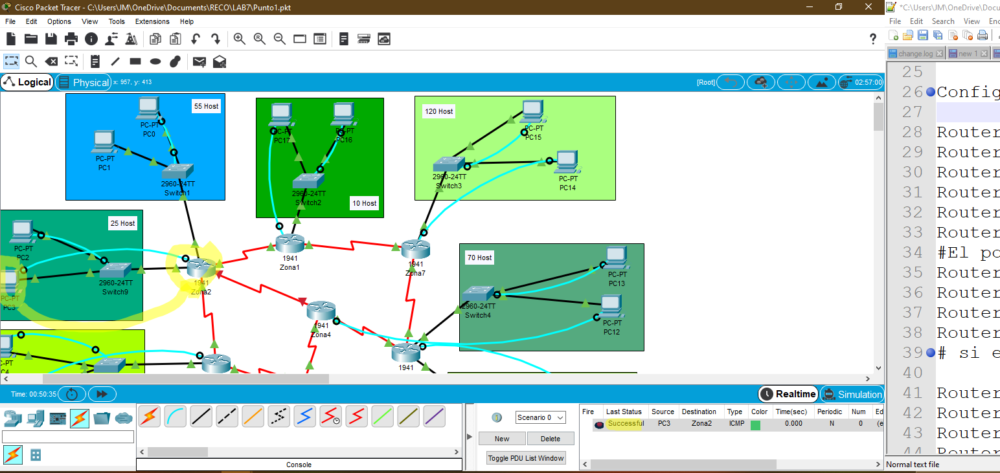 Cisco Packet Tracer - C:\Users\JM\OneDrive\Documents\RECO\LAB7\Punto1.pkt
File Edit Options View Tools Extensions Help
Logical
Physical
x: 957, y: 413
[Root]
02:57:00
55 Host
PC-PT
PC0
PC-PT
PC1
2960-24TT
Switch1
PC-PT
PC17
PC-PT
PC16
2960-24TT
Switch2
10 Host
120 Host
PC-PT
PC15
2960-24TT
Switch3
PC-PT
PC14
25 Host
PC-PT
PC2
PC-PT
PC3
2960-24TT
Switch9
1941
Zona2
1941
Zona1
1941
Zona7
1941
Zona4
1941
70 Host
PC-PT
PC13
2960-24TT
Switch4
PC-PT
PC12
C-PT
C4
Time: 00:50:35
Realtime
Simulation
Console
Scenario 0
New
Delete
Toggle PDU List Window
Fire Last Status Source Destination Type Color Time(sec) Periodic Num Ed
Successful PC3 Zona2 ICMP 0.000 N 0 (e
*C:\Users\JM\OneDrive\Docu
File Edit Search View Enc
change.log
new 1
25
26 Config
27
28 Router
29 Router
30 Router
31 Router
32 Router
33 Router
34 #El po
35 Router
36 Router
37 Router
38 Router
39 # si e
40
41 Router
42 Router
43 Router
44 Router
Normal text file